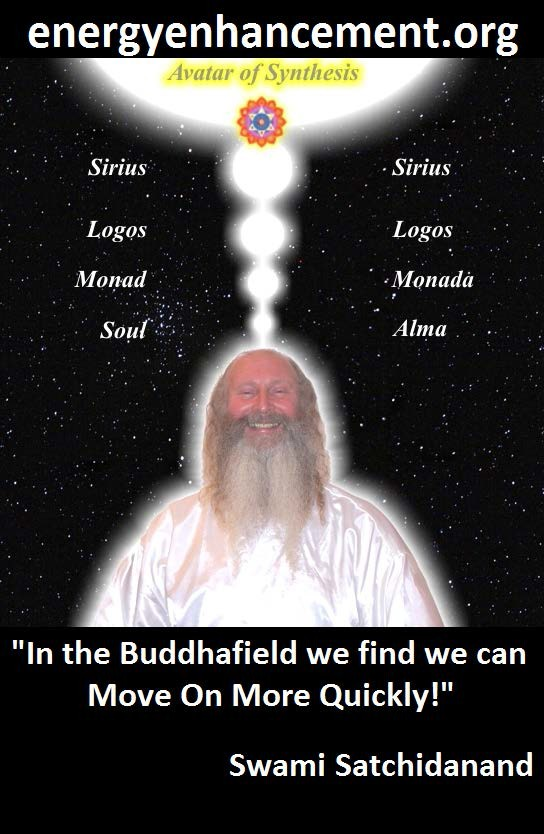 energyenhancement.org
Avatar of Synthesis
Sirius Sirius
Logos Logos
Monad Monada
Soul Alma
"In the Buddhafield we find we can
Move On More Quickly!"
Swami Satchidanand